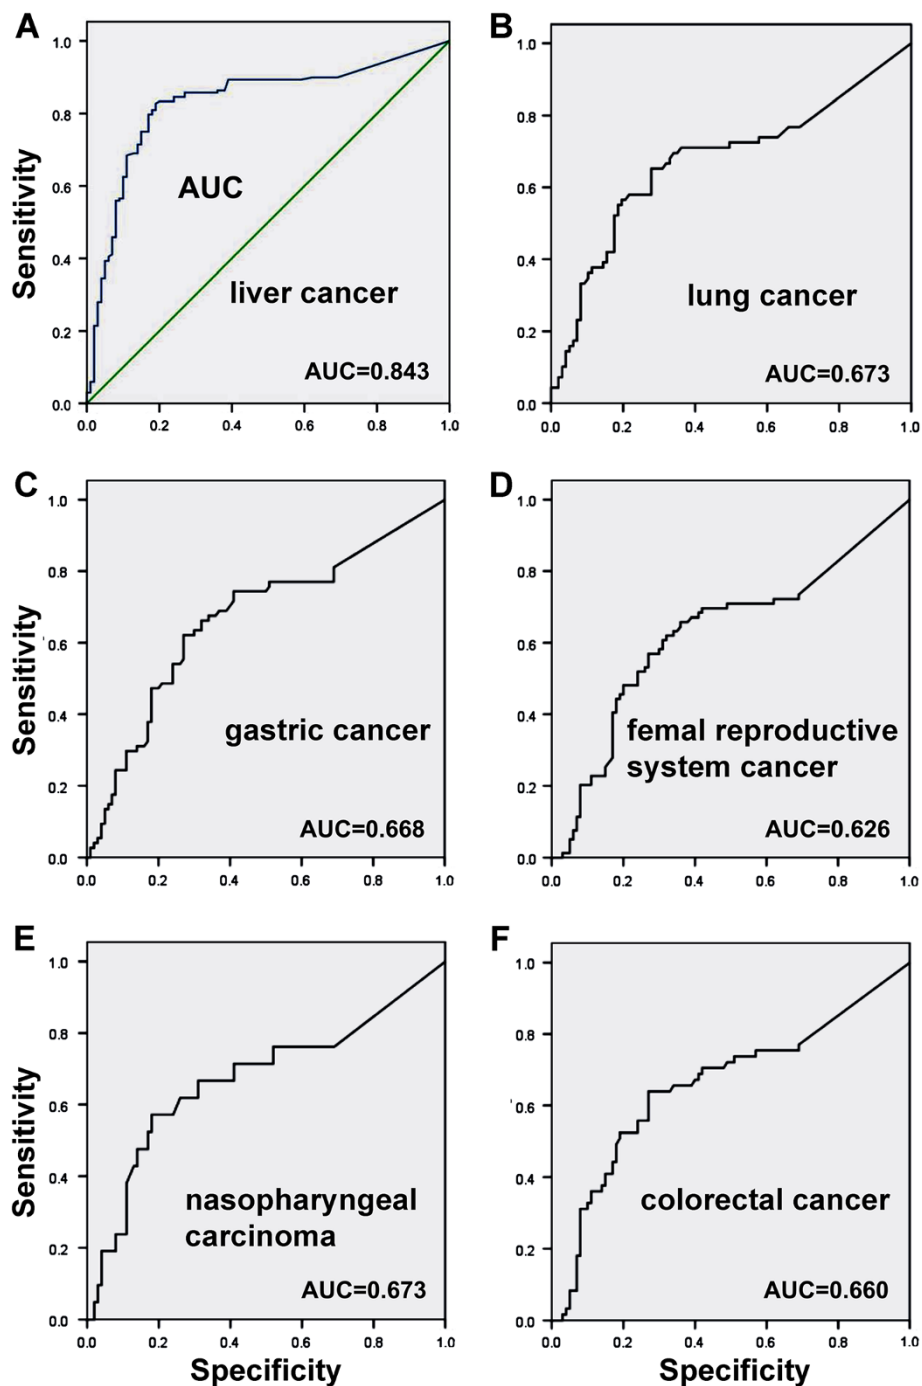 A
B
Sensitivity
1.0
0.8
0.6
0.4
0.2
0.0
AUC
liver cancer
AUC=0.843
0.0 0.2 0.4 0.6 0.8 1.0
1.0
0.8
0.6
0.4
0.2
0.0
lung cancer
AUC=0.673
0.0 0.2 0.4 0.6 0.8 1.0
C
D
Sensitivity
1.0
0.8
0.6
0.4
0.2
0.0
gastric cancer
AUC=0.668
0.0 0.2 0.4 0.6 0.8 1.0
1.0
0.8
0.6
0.4
0.2
0.0
femal reproductive
system cancer
AUC=0.626
0.0 0.2 0.4 0.6 0.8 1.0
E
F
Sensitivity
1.0
0.8
0.6
0.4
0.2
0.0
nasopharyngeal
carcinoma
AUC=0.673
0.0 0.2 0.4 0.6 0.8 1.0
Specificity
1.0
0.8
0.6
0.4
0.2
0.0
colorectal cancer
AUC=0.660
0.0 0.2 0.4 0.6 0.8 1.0
Specificity